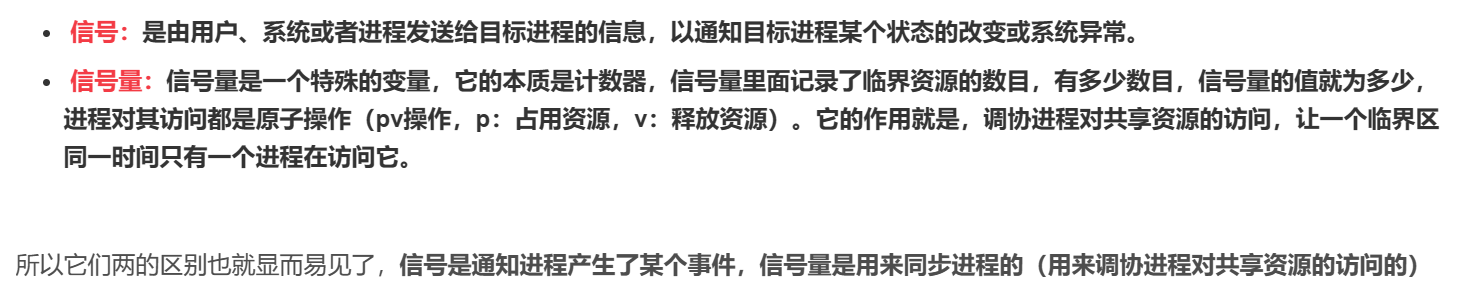 • 信号：是由用户、系统或者进程发送给目标进程的信息，以通知目标进程某个状态的改变或系统异常。
• 信号量：信号量是一个特殊的变量，它的本质是计数器，信号量里面记录了临界资源的数目，有多少数目，信号量的值就为多少，
进程对其访问都是原子操作（pv操作，p：占用资源，v：释放资源）。它的作用就是，调协进程对共享资源的访问，让一个临界区
同一时间只有一个进程在访问它。
所以它们两的区别也就显而易见了，信号是通知进程产生了某个事件，信号量是用来同步进程的（用来调协进程对共享资源的访问的）